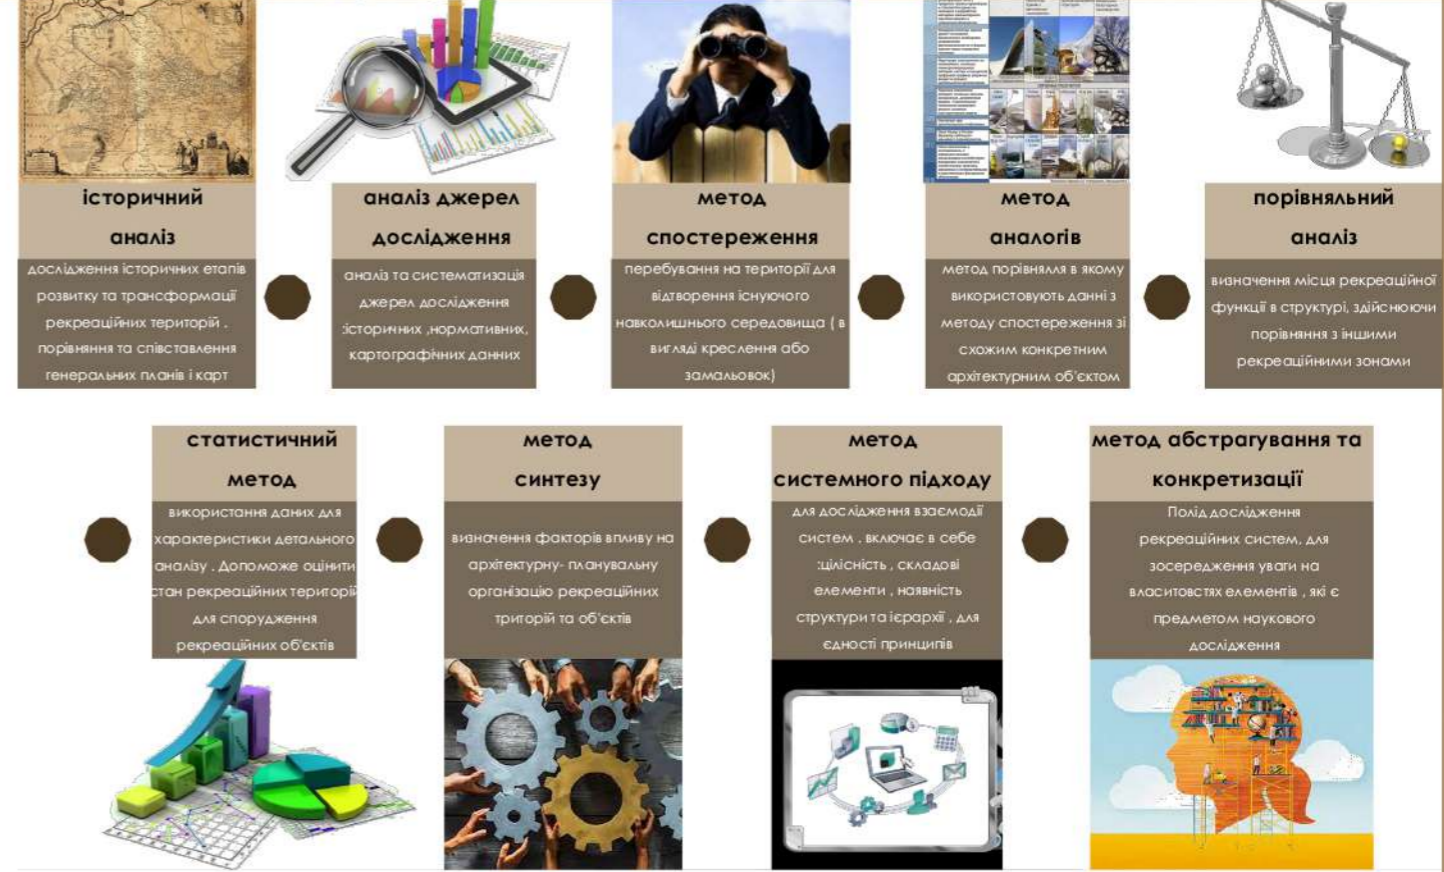 історичний
аналіз
дослідження історичних етапів
розвитку та трансформації
рекреаційних територій .
порівняння та співставлення
генеральних планів і карт
аналіз джерел
дослідження
аналіз та систематизація
джерел дослідження
:історичних ,нормативних,
картографічних данних
метод
спостереження
перебування на території для
відтворення існуючого
навколишнього середовища ( в
вигляді креслення або
замальовок)
метод
аналогів
метод порівнялля в якому
використовують данні з
методу спостереження зі
схожим конкретним
архітектурним об'єктом
порівняльний
аналіз
визначення місця рекреаційної
функції в структурі, здійснюючи
порівняння з іншими
рекреаційними зонами
статистичний
метод
використання даних для
характеристики детального
аналізу . Допоможе оцінити
стан рекреаційних територій
для спорудження
рекреаційних об'єктів
метод
синтезу
визначення факторів впливу на
архітектурну- планувальну
організацію рекреаційних
триторій та об'єктів
метод
системного підходу
для дослідження взаємодії
систем . включає в себе
:цілісність , складові
елементи , наявність
структури та ієрархії , для
єдності принципів
метод абстрагування та
конкретизації
Полід дослідження
рекреаційних систем, для
зосередження уваги на
власитовстях елементів , які є
предметом наукового
дослідження